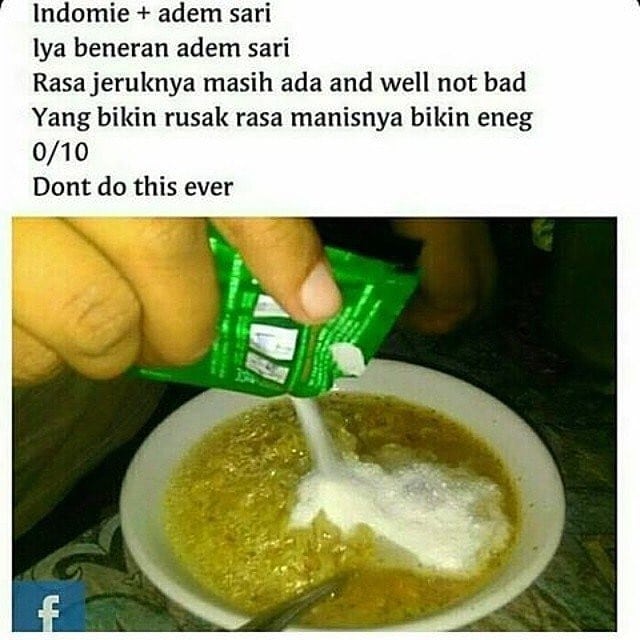 Indomie + adem sari
Iya beneran adem sari
Rasa jeruknya masih ada and well not bad
Yang bikin rusak rasa manisnya bikin eneg
0/10
Dont do this ever
f